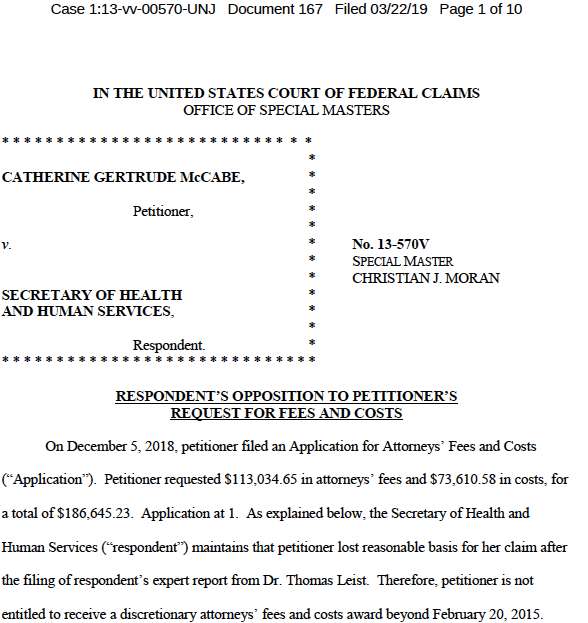 Case 1:13-vv-00570-UNJ Document 167 Filed 03/22/19 Page 1 of 10
IN THE UNITED STATES COURT OF FEDERAL CLAIMS
OFFICE OF SPECIAL MASTERS
* * * * * * * * * * * * * * * * * * * * * * * * * * * *
*
CATHERINE GERTRUDE McCABE, *
*
Petitioner, *
*
v. * No. 13-570V
* SPECIAL MASTER
* CHRISTIAN J. MORAN
SECRETARY OF HEALTH *
AND HUMAN SERVICES, *
*
Respondent. *
* * * * * * * * * * * * * * * * * * * * * * * * * * * * *
RESPONDENT’S OPPOSITION TO PETITIONER’S
REQUEST FOR FEES AND COSTS
On December 5, 2018, petitioner filed an Application for Attorneys’ Fees and Costs
(“Application”). Petitioner requested $113,034.65 in attorneys’ fees and $73,610.58 in costs, for
a total of $186,645.23. Application at 1. As explained below, the Secretary of Health and
Human Services (“respondent”) maintains that petitioner lost reasonable basis for her claim after
the filing of respondent’s expert report from Dr. Thomas Leist. Therefore, petitioner is not
entitled to receive a discretionary attorneys’ fees and costs award beyond February 20, 2015.